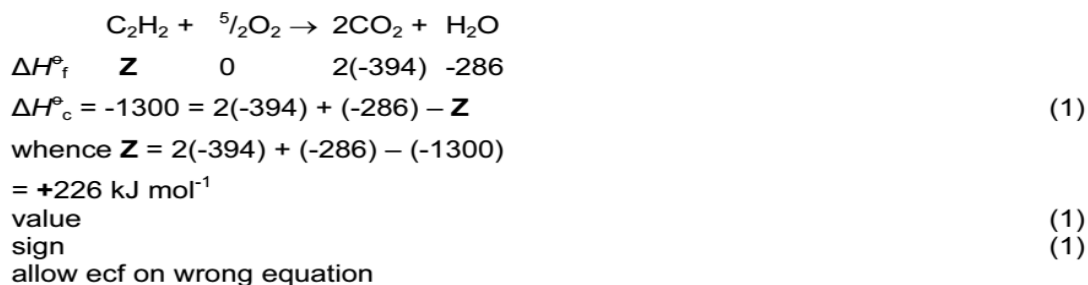 C₂H₂ + ⁵/₂O₂ → 2CO₂ + H₂O
ΔH⦵f Z 0 2(-394) -286
ΔH⦵c = -1300 = 2(-394) + (-286) – Z (1)
whence Z = 2(-394) + (-286) – (-1300)
= +226 kJ mol⁻¹
value (1)
sign (1)
allow ecf on wrong equation